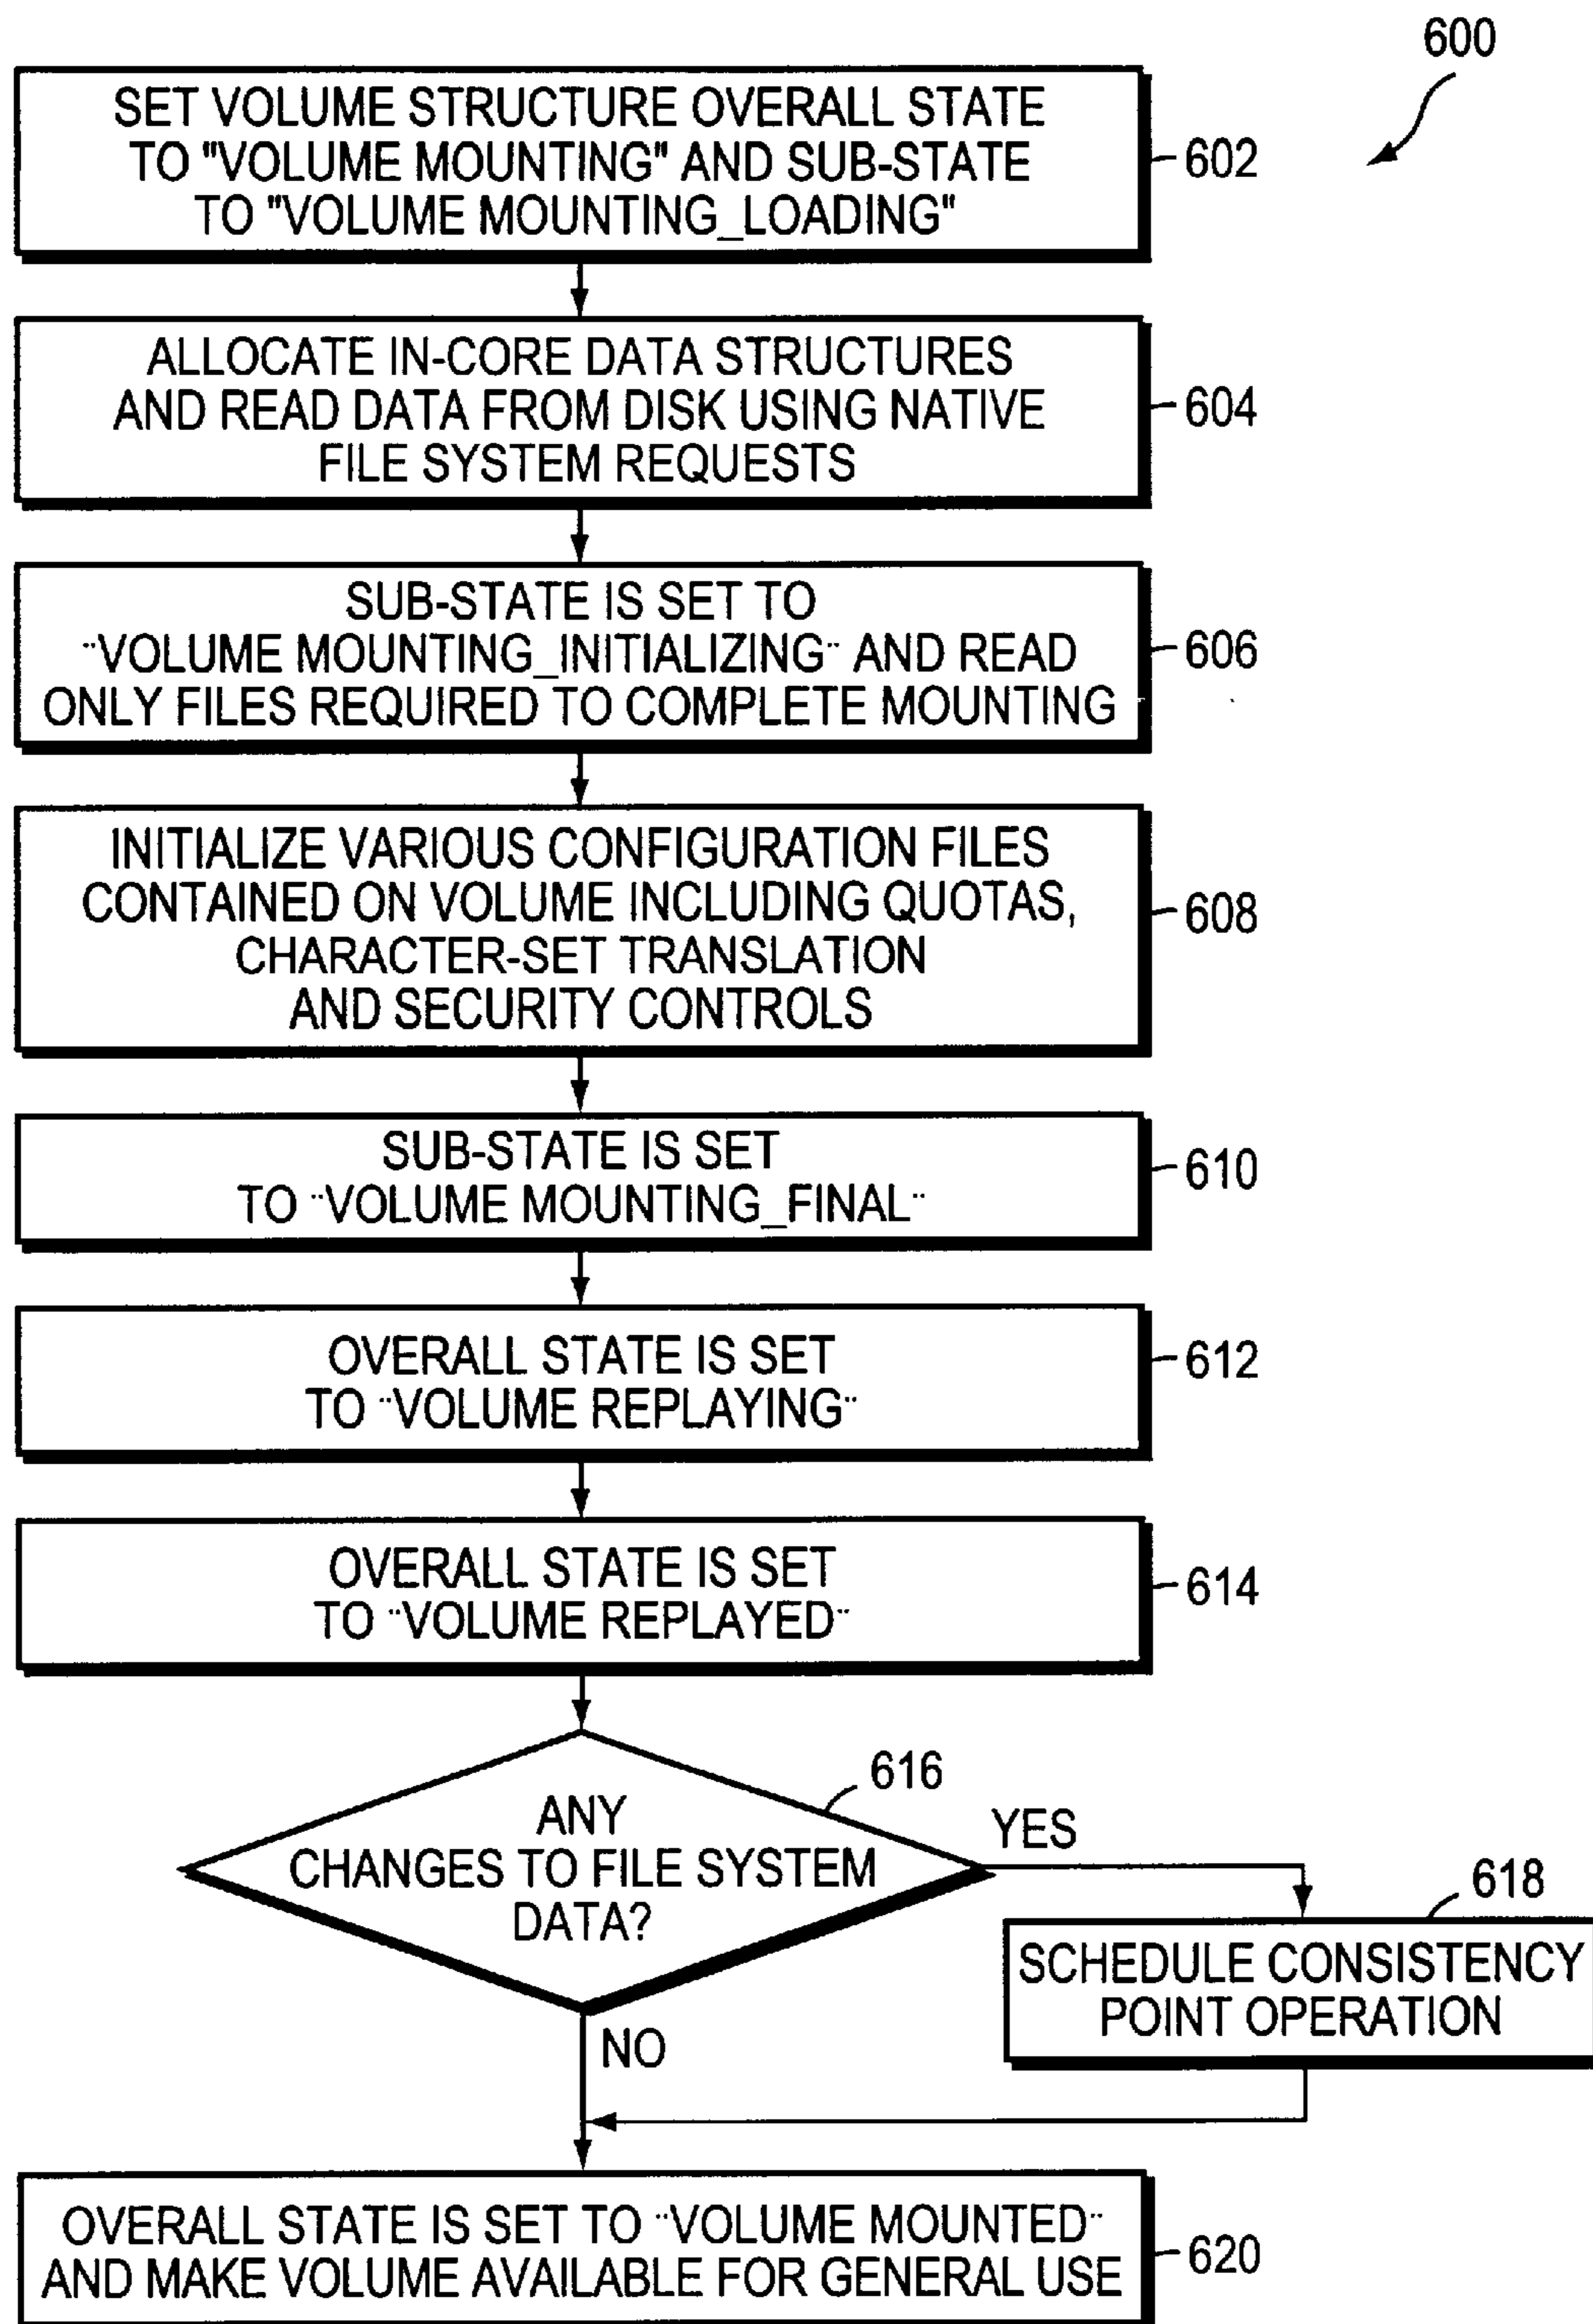 600
SET VOLUME STRUCTURE OVERALL STATE
TO "VOLUME MOUNTING" AND SUB-STATE
TO "VOLUME MOUNTING_LOADING"
602
ALLOCATE IN-CORE DATA STRUCTURES
AND READ DATA FROM DISK USING NATIVE
FILE SYSTEM REQUESTS
604
SUB-STATE IS SET TO
"VOLUME MOUNTING_INITIALIZING" AND READ
ONLY FILES REQUIRED TO COMPLETE MOUNTING
606
INITIALIZE VARIOUS CONFIGURATION FILES
CONTAINED ON VOLUME INCLUDING QUOTAS,
CHARACTER-SET TRANSLATION
AND SECURITY CONTROLS
608
SUB-STATE IS SET
TO "VOLUME MOUNTING_FINAL"
610
OVERALL STATE IS SET
TO "VOLUME REPLAYING"
612
OVERALL STATE IS SET
TO "VOLUME REPLAYED"
614
616
ANY
CHANGES TO FILE SYSTEM
DATA?
YES
618
SCHEDULE CONSISTENCY
POINT OPERATION
NO
OVERALL STATE IS SET TO "VOLUME MOUNTED"
AND MAKE VOLUME AVAILABLE FOR GENERAL USE
620